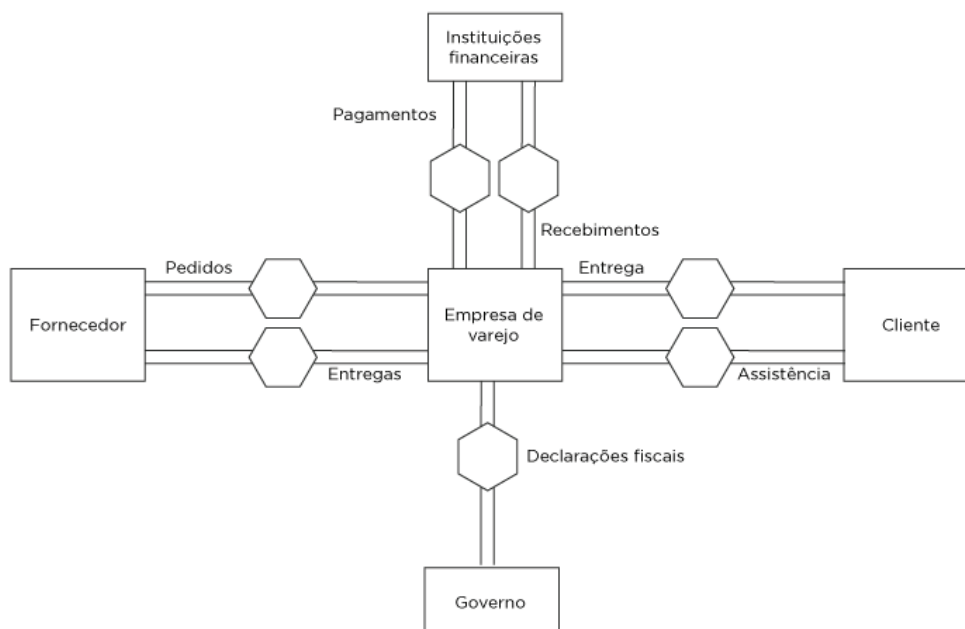 Instituições
financeiras
Pagamentos
Recebimentos
Pedidos
Entrega
Fornecedor
Empresa de
varejo
Cliente
Entregas
Assistência
Declarações fiscais
Governo